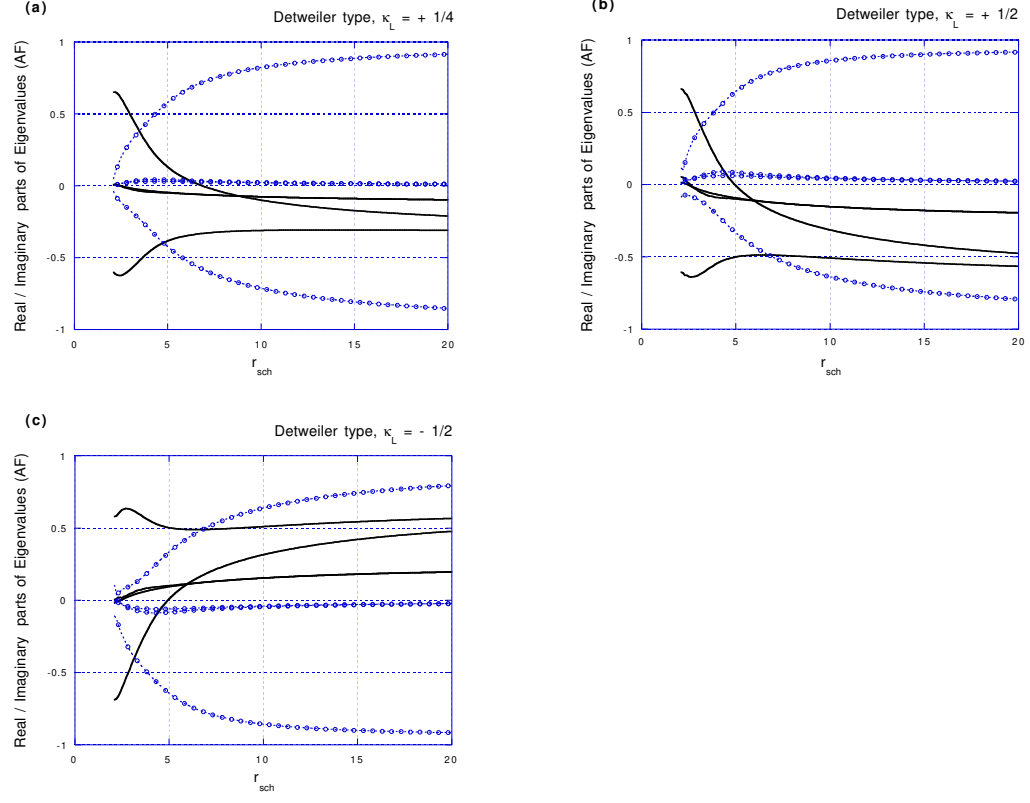 (a)
Detweiler type, κL = + 1/4
Real / Imaginary parts of Eigenvalues (AF)
1
0.5
0
-0.5
-1
0 5 10 15 20
rsch
(b)
Detweiler type, κL = + 1/2
Real / Imaginary parts of Eigenvalues (AF)
1
0.5
0
-0.5
-1
0 5 10 15 20
rsch
(c)
Detweiler type, κL = - 1/2
Real / Imaginary parts of Eigenvalues (AF)
1
0.5
0
-0.5
-1
0 5 10 15 20
rsch